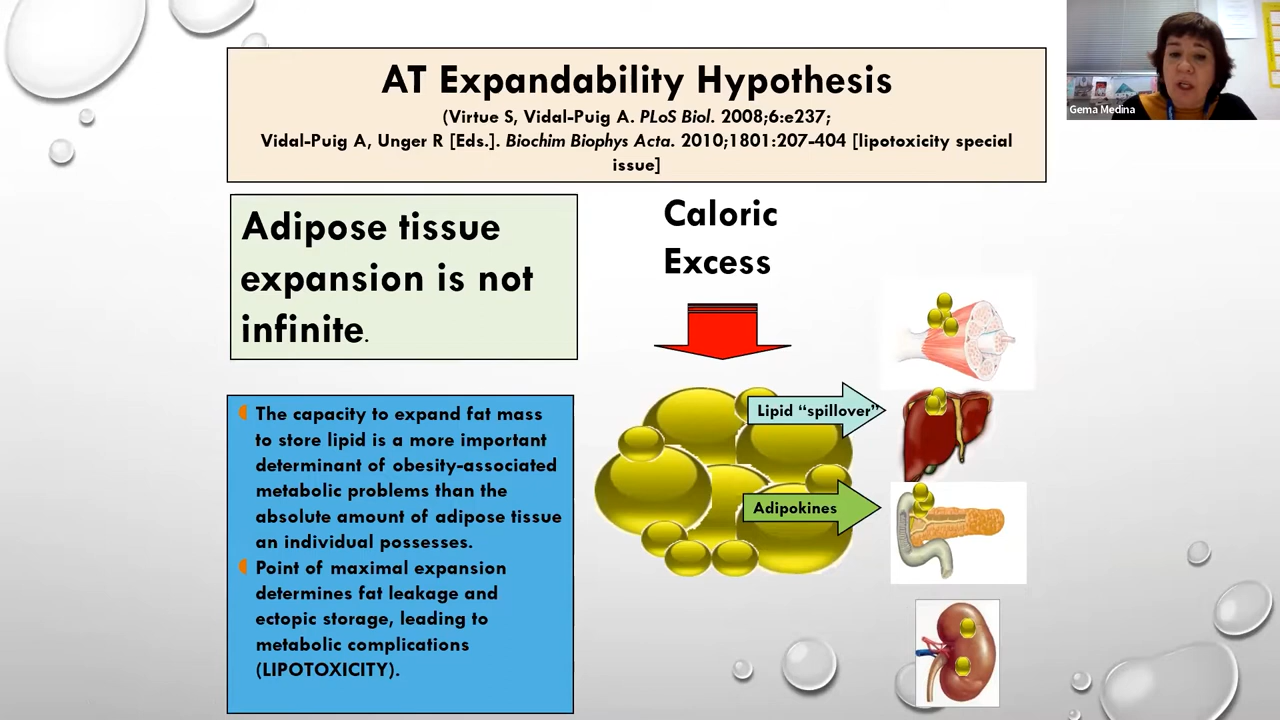 AT Expandability Hypothesis
(Virtue S, Vidal-Puig A. PLoS Biol. 2008;6:e237;
Vidal-Puig A, Unger R [Eds.]. Biochim Biophys Acta. 2010;1801:207-404 [lipotoxicity special
issue]
Gema Medina
Adipose tissue
expansion is not
infinite.
Caloric
Excess
The capacity to expand fat mass
to store lipid is a more important
determinant of obesity-associated
metabolic problems than the
absolute amount of adipose tissue
an individual possesses.
Point of maximal expansion
determines fat leakage and
ectopic storage, leading to
metabolic complications
(LIPOTOXICITY).
Lipid “spillover”
Adipokines